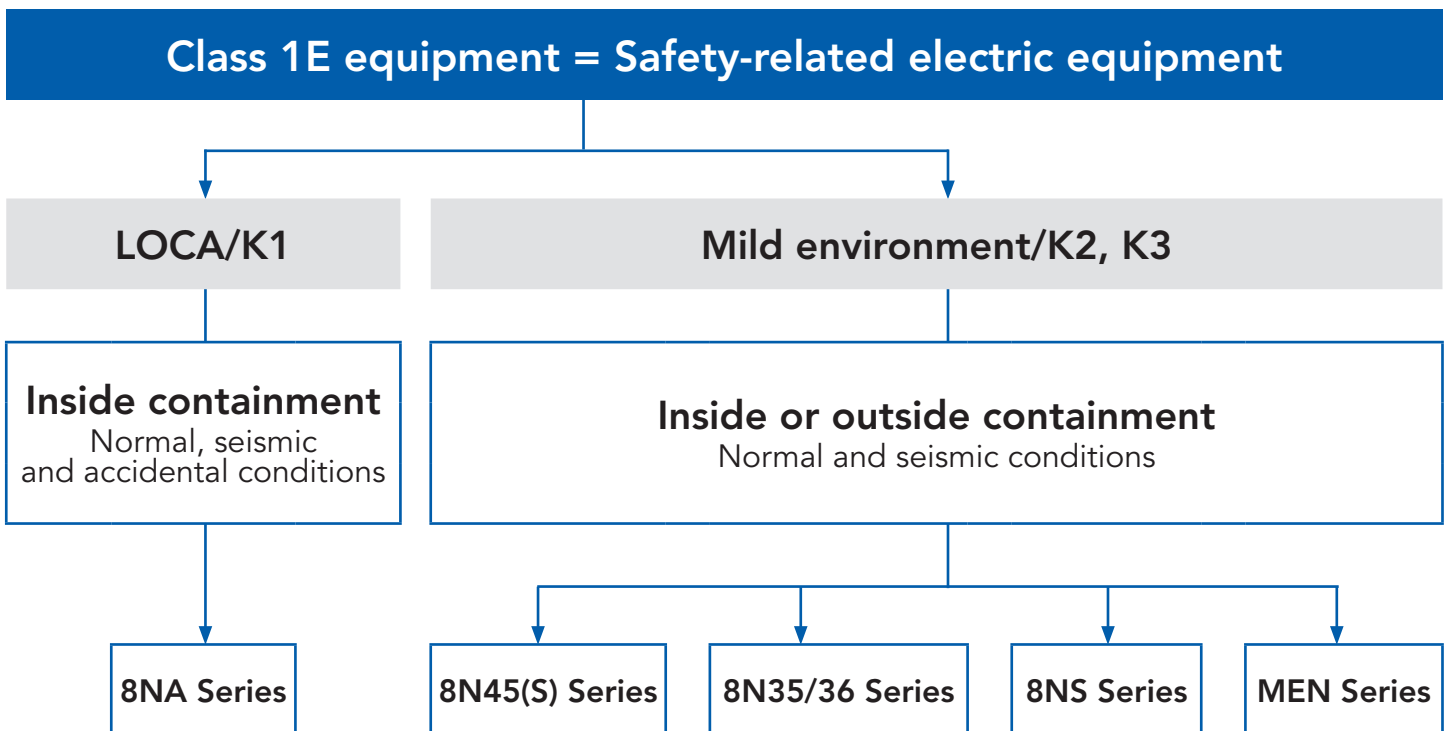 Class 1E equipment = Safety-related electric equipment
LOCA/K1
Mild environment/K2, K3
Inside containment
Normal, seismic
and accidental conditions
Inside or outside containment
Normal and seismic conditions
8NA Series
8N45(S) Series
8N35/36 Series
8NS Series
MEN Series